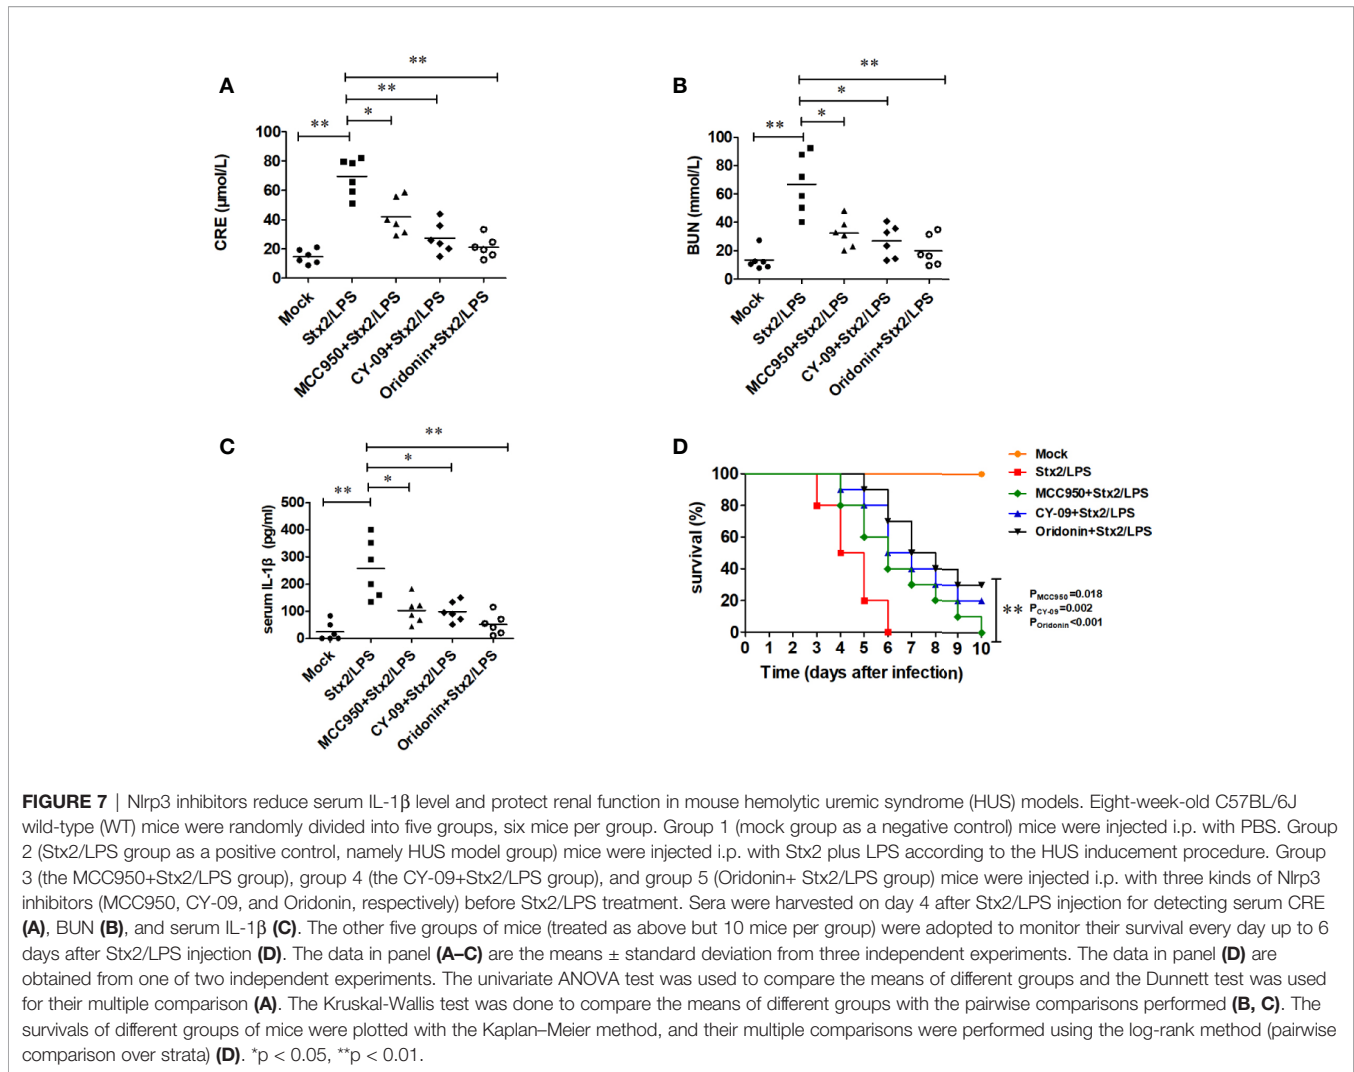 A
**
**
*
**
CRE (µmol/L)
100
80
60
40
20
0
Mock
Stx2/LPS
MCC950+Stx2/LPS
CY-09+Stx2/LPS
Oridonin+Stx2/LPS
B
**
*
*
**
BUN (mmol/L)
100
80
60
40
20
0
Mock
Stx2/LPS
MCC950+Stx2/LPS
CY-09+Stx2/LPS
Oridonin+Stx2/LPS
C
**
*
*
**
serum IL-1β (pg/ml)
500
400
300
200
100
0
Mock
Stx2/LPS
MCC950+Stx2/LPS
CY-09+Stx2/LPS
Oridonin+Stx2/LPS
D
Mock
Stx2/LPS
MCC950+Stx2/LPS
CY-09+Stx2/LPS
Oridonin+Stx2/LPS
survival (%)
100
80
60
40
20
0
0 1 2 3 4 5 6 7 8 9 10
Time (days after infection)
**
PMCC950=0.018
PCY-09=0.002
POridonin<0.001
FIGURE 7 | Nlrp3 inhibitors reduce serum IL-1β level and protect renal function in mouse hemolytic uremic syndrome (HUS) models. Eight-week-old C57BL/6J
wild-type (WT) mice were randomly divided into five groups, six mice per group. Group 1 (mock group as a negative control) mice were injected i.p. with PBS. Group
2 (Stx2/LPS group as a positive control, namely HUS model group) mice were injected i.p. with Stx2 plus LPS according to the HUS inducement procedure. Group
3 (the MCC950+Stx2/LPS group), group 4 (the CY-09+Stx2/LPS group), and group 5 (Oridonin+ Stx2/LPS group) mice were injected i.p. with three kinds of Nlrp3
inhibitors (MCC950, CY-09, and Oridonin, respectively) before Stx2/LPS treatment. Sera were harvested on day 4 after Stx2/LPS injection for detecting serum CRE
(A), BUN (B), and serum IL-1β (C). The other five groups of mice (treated as above but 10 mice per group) were adopted to monitor their survival every day up to 6
days after Stx2/LPS injection (D). The data in panel (A–C) are the means ± standard deviation from three independent experiments. The data in panel (D) are
obtained from one of two independent experiments. The univariate ANOVA test was used to compare the means of different groups and the Dunnett test was used
for their multiple comparison (A). The Kruskal-Wallis test was done to compare the means of different groups with the pairwise comparisons performed (B, C). The
survivals of different groups of mice were plotted with the Kaplan–Meier method, and their multiple comparisons were performed using the log-rank method (pairwise
comparison over strata) (D). *p < 0.05, **p < 0.01.